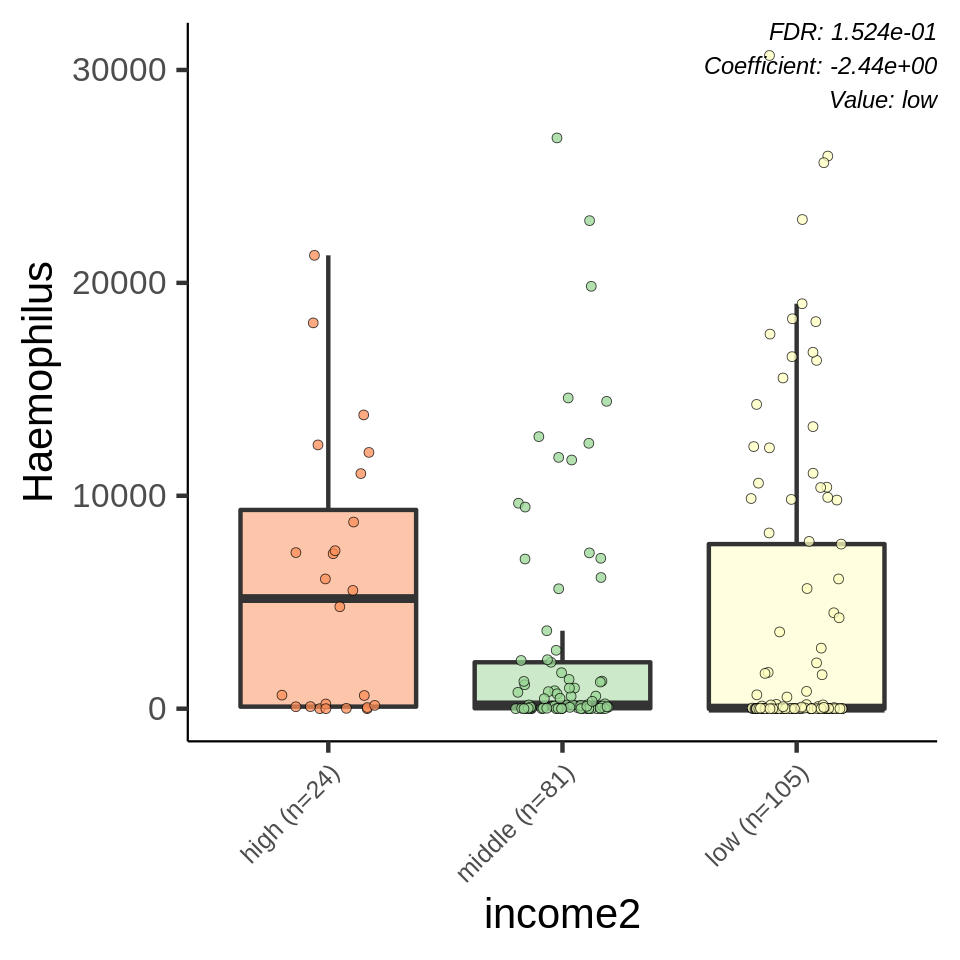 FDR: 1.524e-01
Coefficient: -2.44e+00
Value: low
Haemophilus
30000
20000
10000
0
high (n=24)
middle (n=81)
low (n=105)
income2